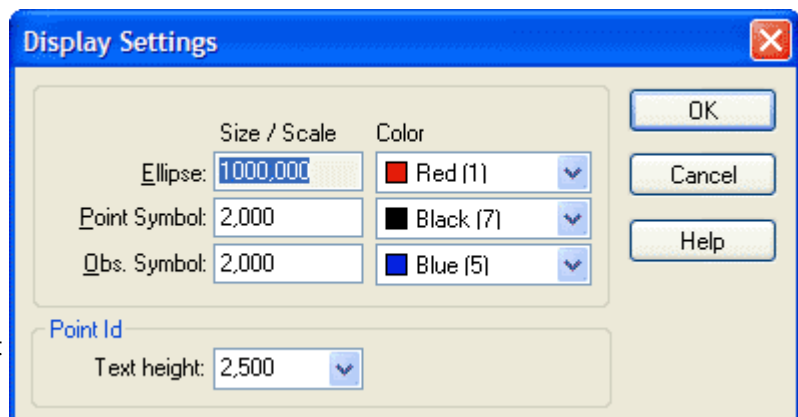 Display Settings
Size / Scale Color
Ellipse: 1000,000 Red (1)
Point Symbol: 2,000 Black (7)
Obs. Symbol: 2,000 Blue (5)
OK
Cancel
Help
Point Id
Text height: 2,500